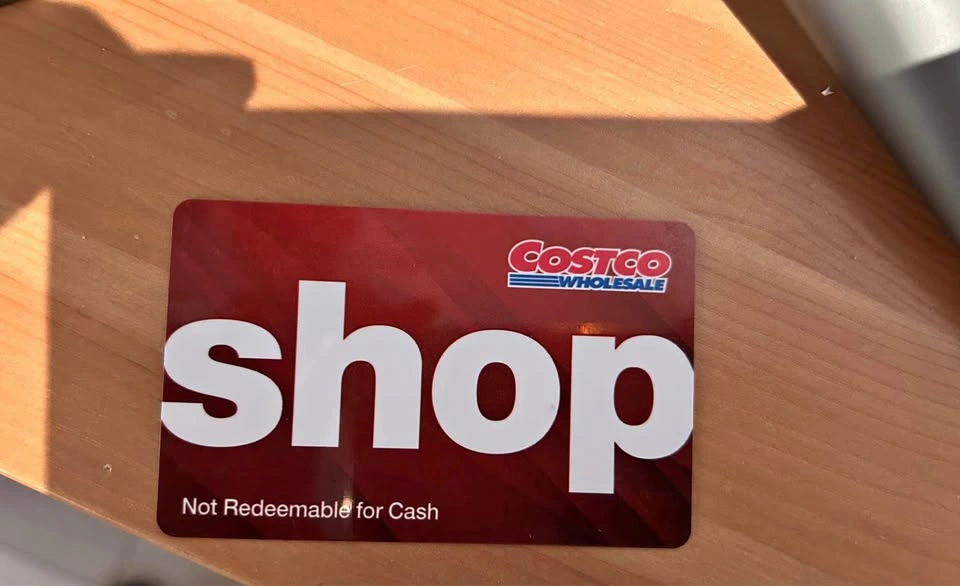 COSTCO
WHOLESALE
shop
Not Redeemable for Cash